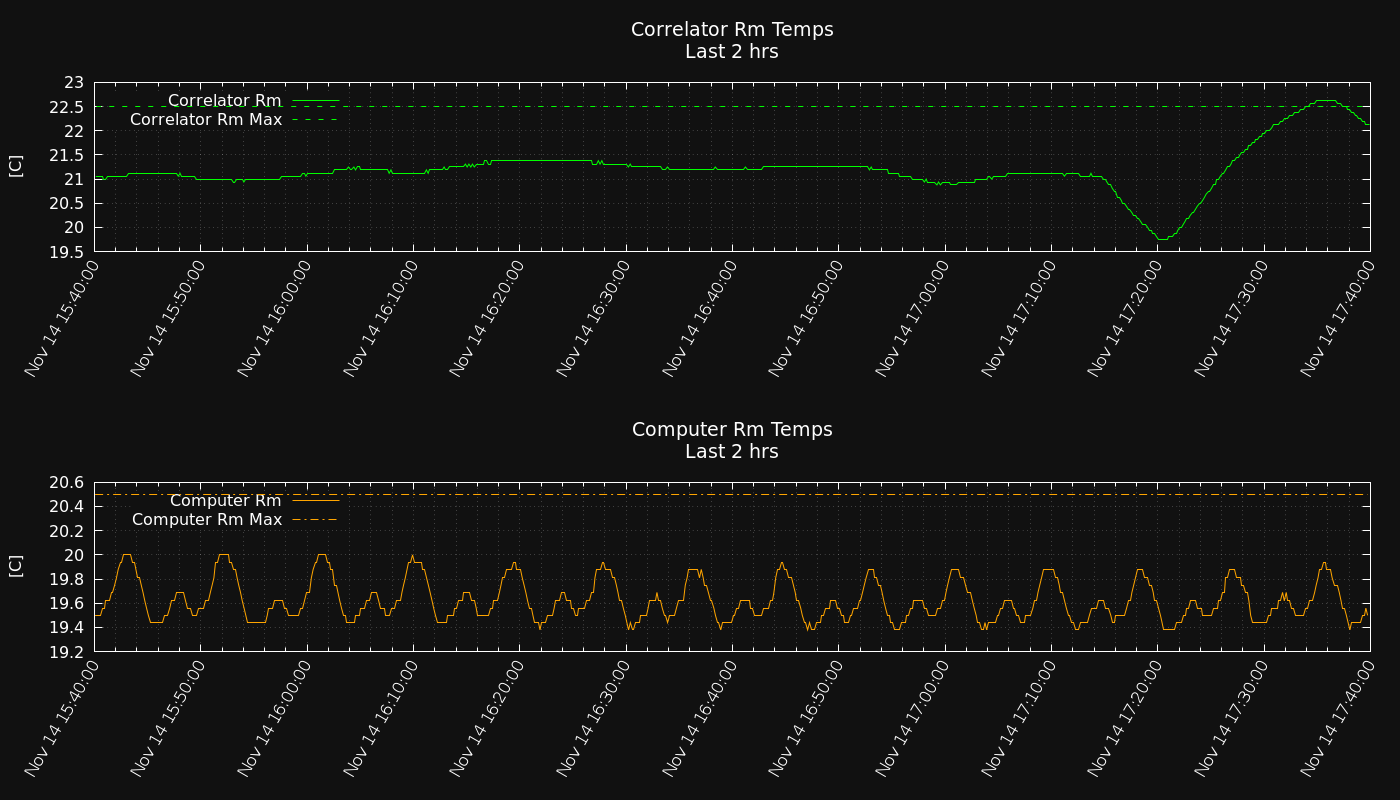 Correlator Rm Temps
Last 2 hrs
23
22.5
22
21.5
21
20.5
20
19.5
[C]
Correlator Rm
Correlator Rm Max
Nov 14 15:40:00
Nov 14 15:50:00
Nov 14 16:00:00
Nov 14 16:10:00
Nov 14 16:20:00
Nov 14 16:30:00
Nov 14 16:40:00
Nov 14 16:50:00
Nov 14 17:00:00
Nov 14 17:10:00
Nov 14 17:20:00
Nov 14 17:30:00
Nov 14 17:40:00
Computer Rm Temps
Last 2 hrs
20.6
20.4
20.2
20
19.8
19.6
19.4
19.2
[C]
Computer Rm
Computer Rm Max
Nov 14 15:40:00
Nov 14 15:50:00
Nov 14 16:00:00
Nov 14 16:10:00
Nov 14 16:20:00
Nov 14 16:30:00
Nov 14 16:40:00
Nov 14 16:50:00
Nov 14 17:00:00
Nov 14 17:10:00
Nov 14 17:20:00
Nov 14 17:30:00
Nov 14 17:40:00